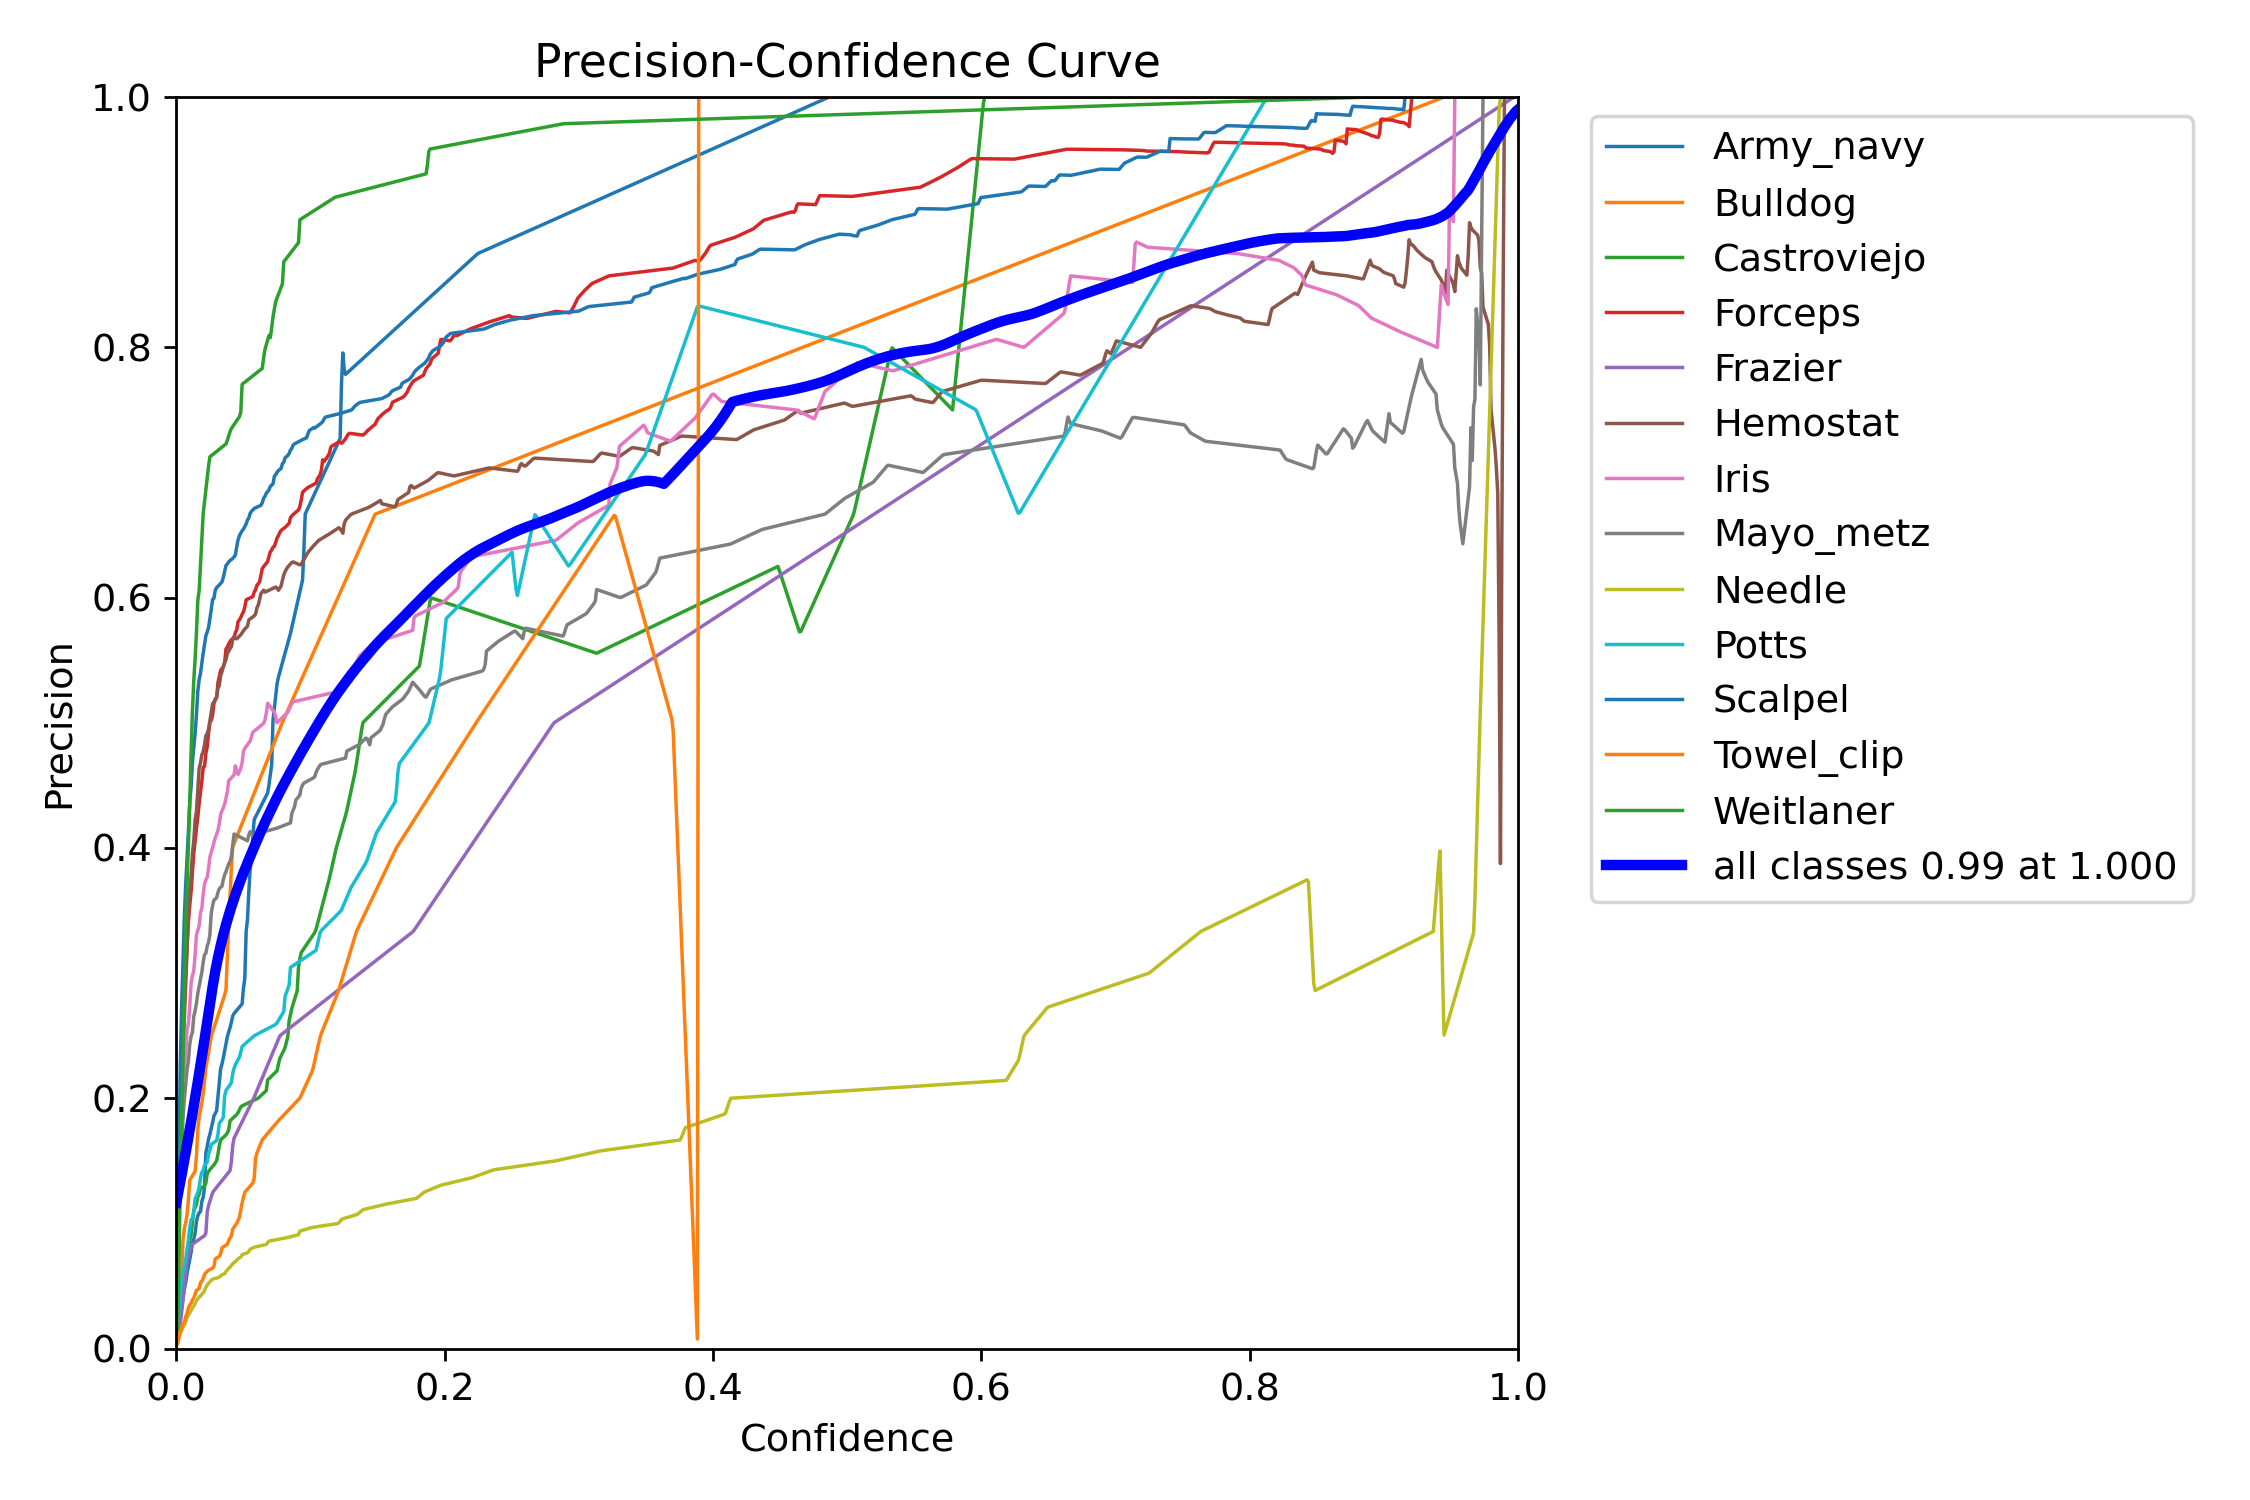 Precision-Confidence Curve
1.0
0.8
0.6
0.4
0.2
0.0
Precision
0.0 0.2 0.4 0.6 0.8 1.0
Confidence
Army_navy
Bulldog
Castroviejo
Forceps
Frazier
Hemostat
Iris
Mayo_metz
Needle
Potts
Scalpel
Towel_clip
Weitlaner
all classes 0.99 at 1.000